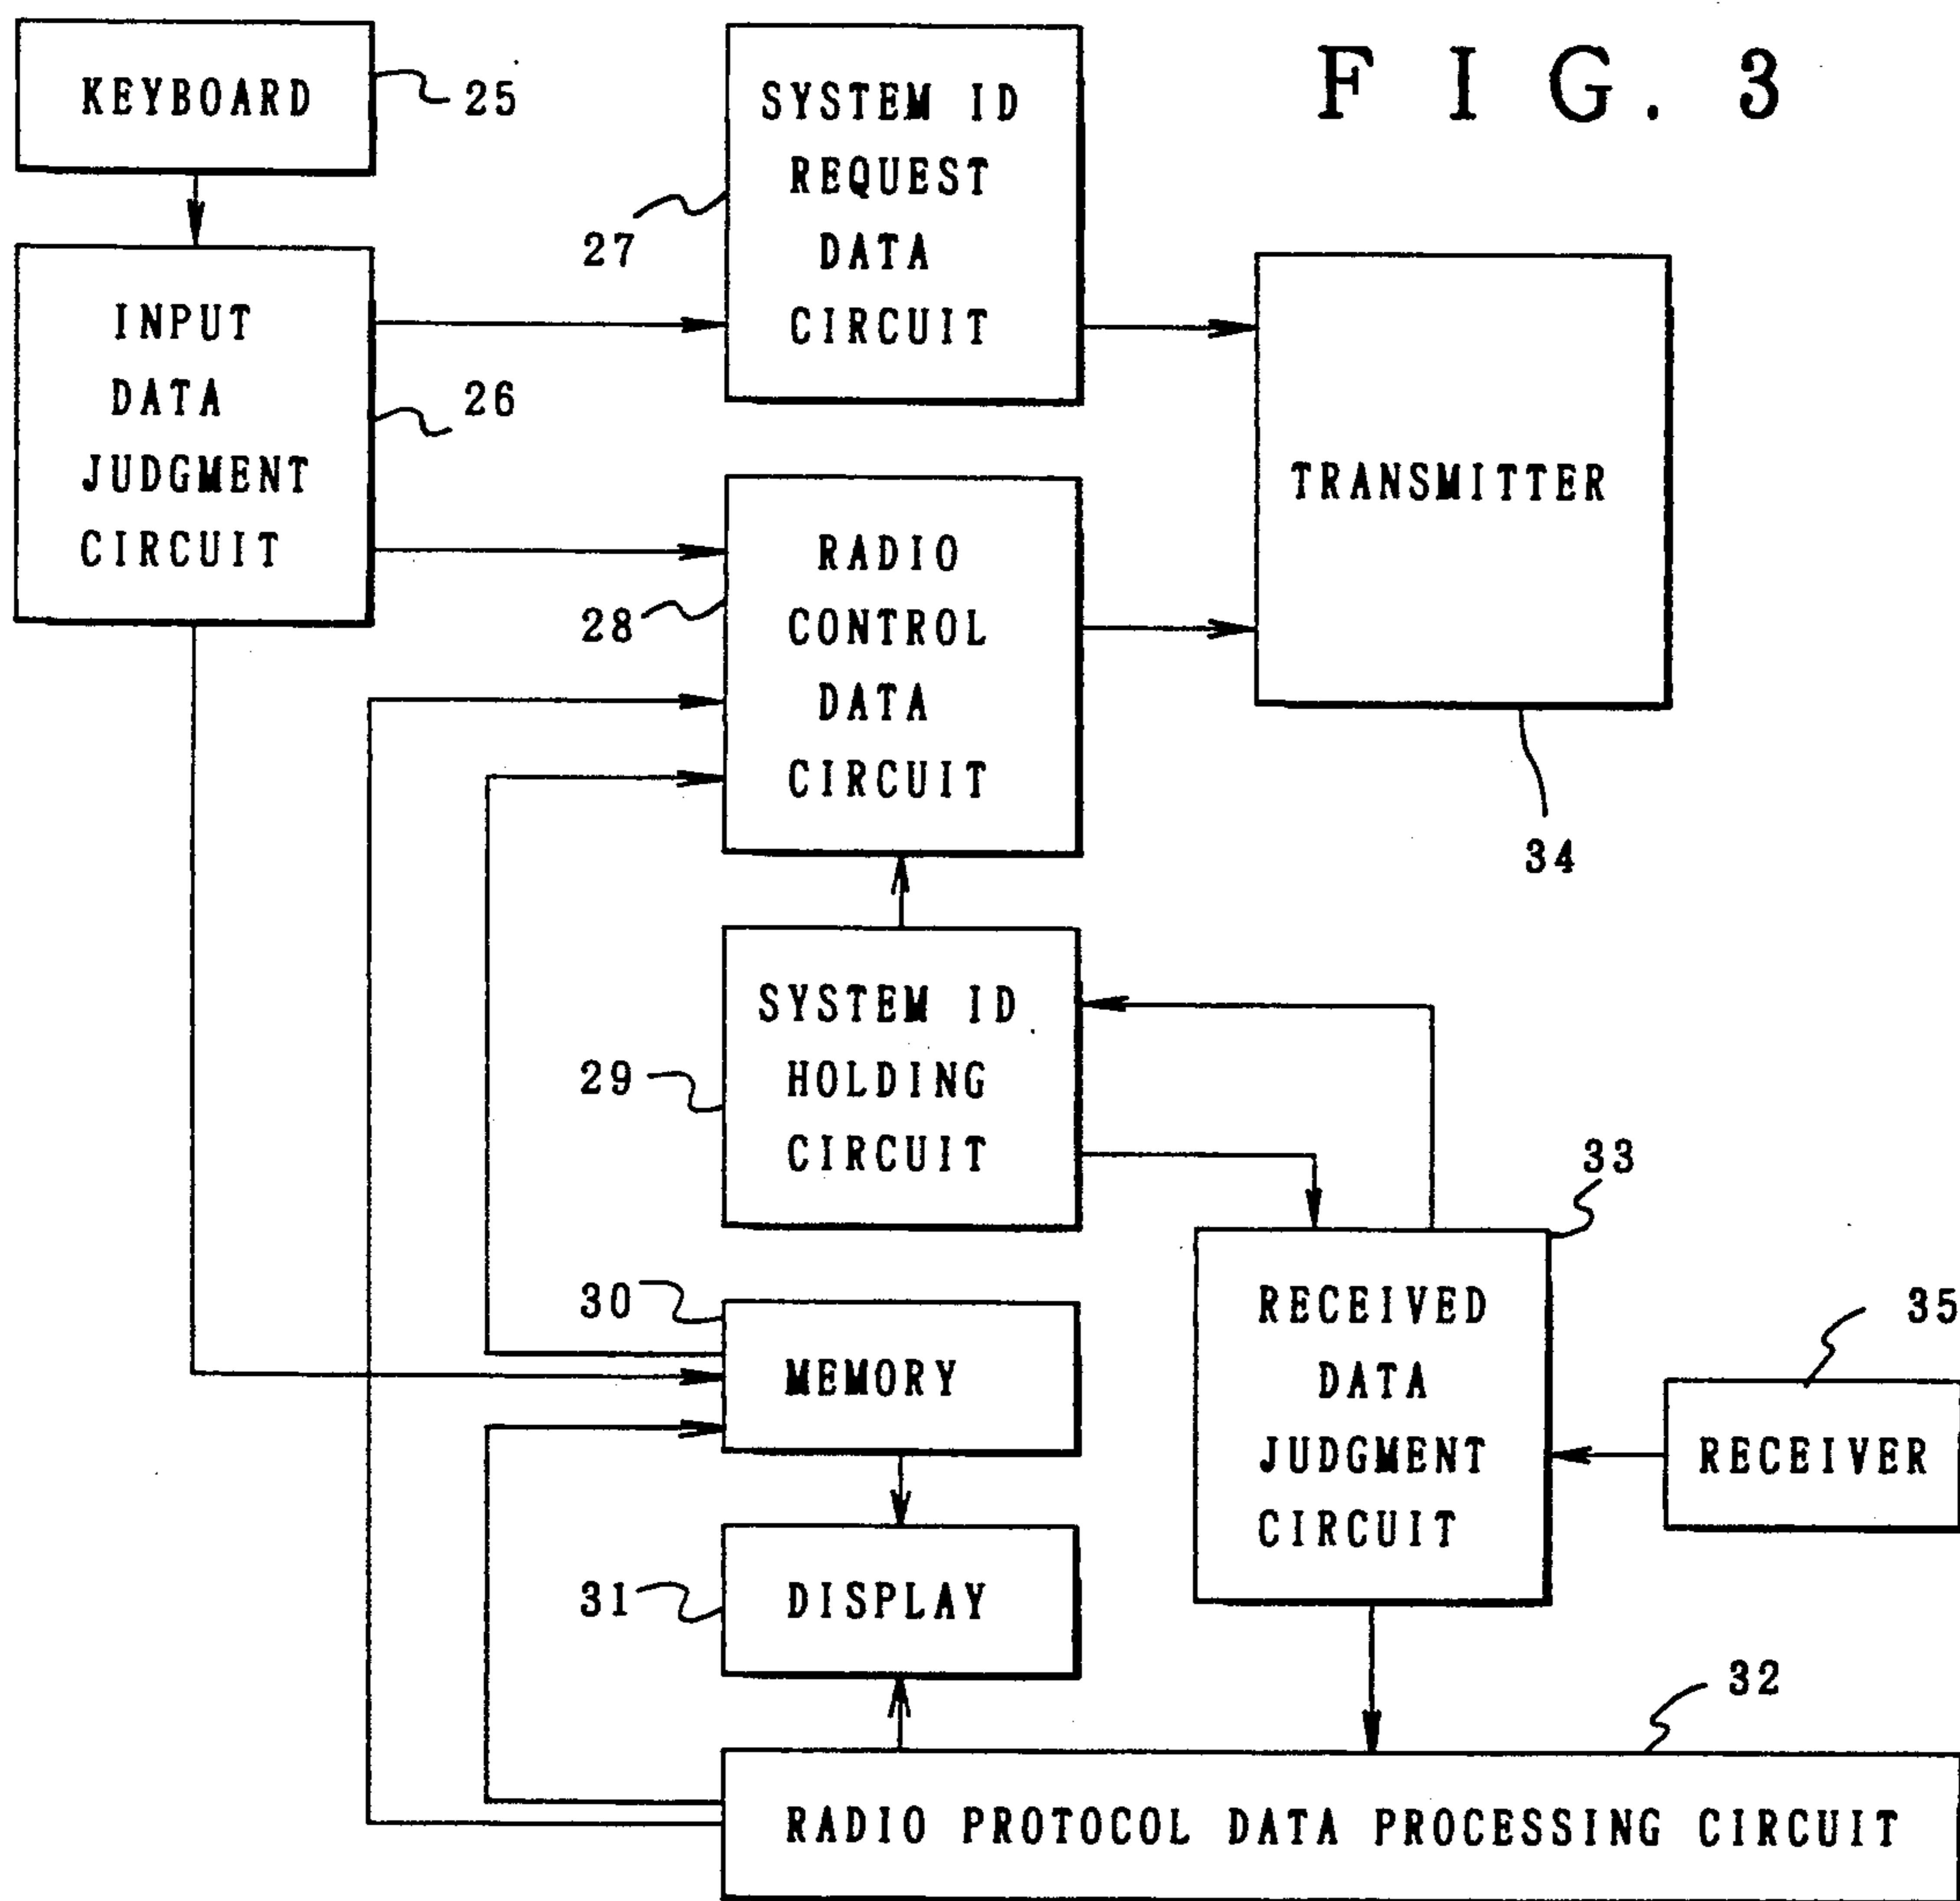 FIG. 3
KEYBOARD
25
INPUT
DATA
JUDGMENT
CIRCUIT
26
SYSTEM ID
REQUEST
DATA
CIRCUIT
27
TRANSMITTER
34
RADIO
CONTROL
DATA
CIRCUIT
28
SYSTEM ID
HOLDING
CIRCUIT
29
33
RECEIVED
DATA
JUDGMENT
CIRCUIT
35
RECEIVER
30
MEMORY
31
DISPLAY
32
RADIO PROTOCOL DATA PROCESSING CIRCUIT